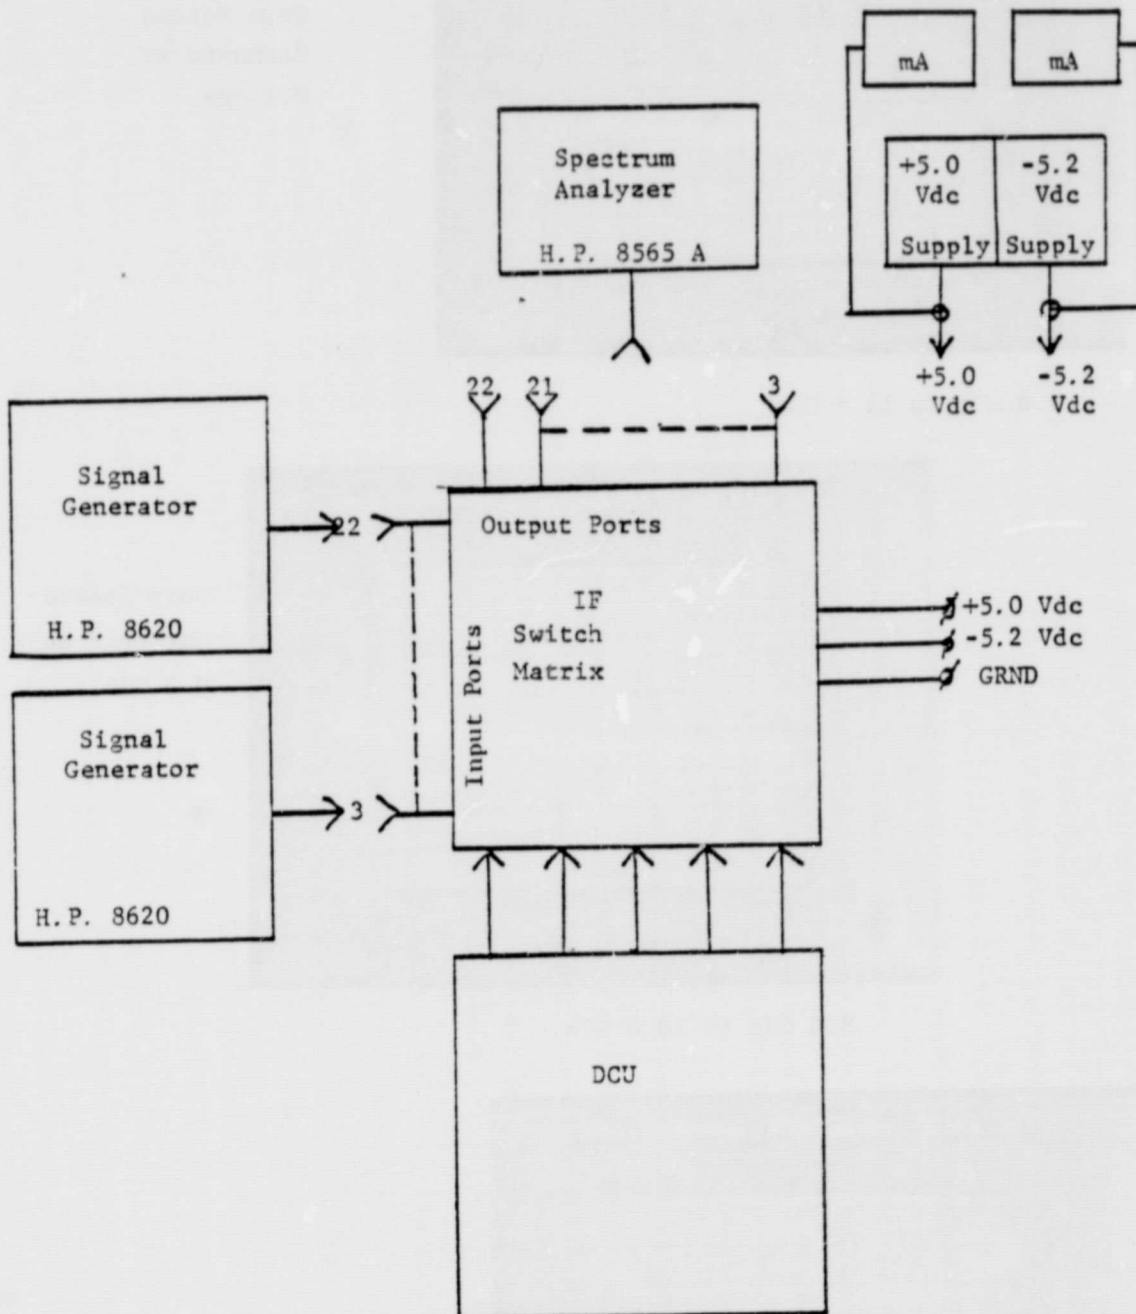 mA
mA
Spectrum
Analyzer
H.P. 8565 A
+5.0
Vdc
Supply
-5.2
Vdc
Supply
+5.0
Vdc
-5.2
Vdc
22
21
3
Signal
Generator
H.P. 8620
22
Output Ports
Input Ports
IF
Switch
Matrix
+5.0 Vdc
-5.2 Vdc
GRND
Signal
Generator
H.P. 8620
3
DCU